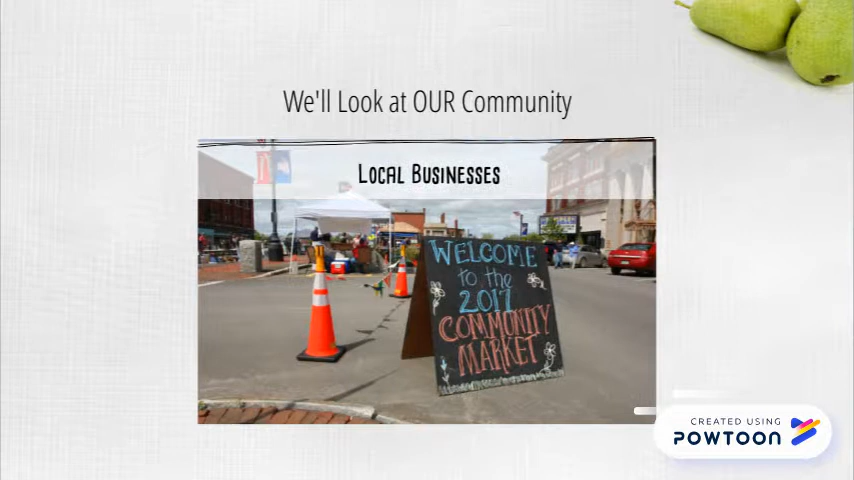 We'll Look at OUR Community
Local Businesses
WELCOME
to the
2017
COMMUNITY
MARKET
CREATED USING
POWTOON